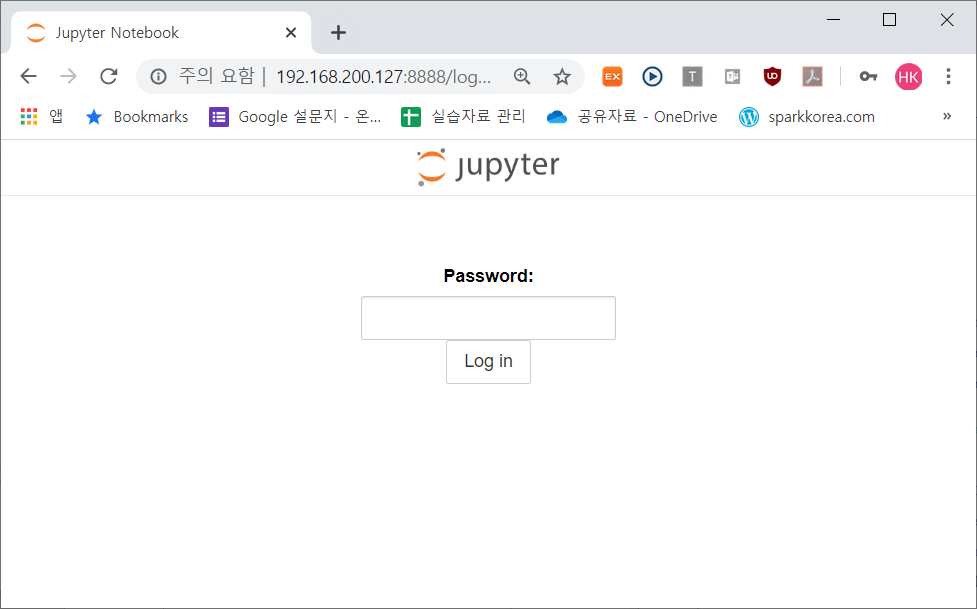 Jupyter Notebook
주의 요함 | 192.168.200.127:8888/log...
EX T UD HK
앱 Bookmarks Google 설문지 - 온... 실습자료 관리 공유자료 - OneDrive sparkkorea.com »
jupyter
Password:
Log in